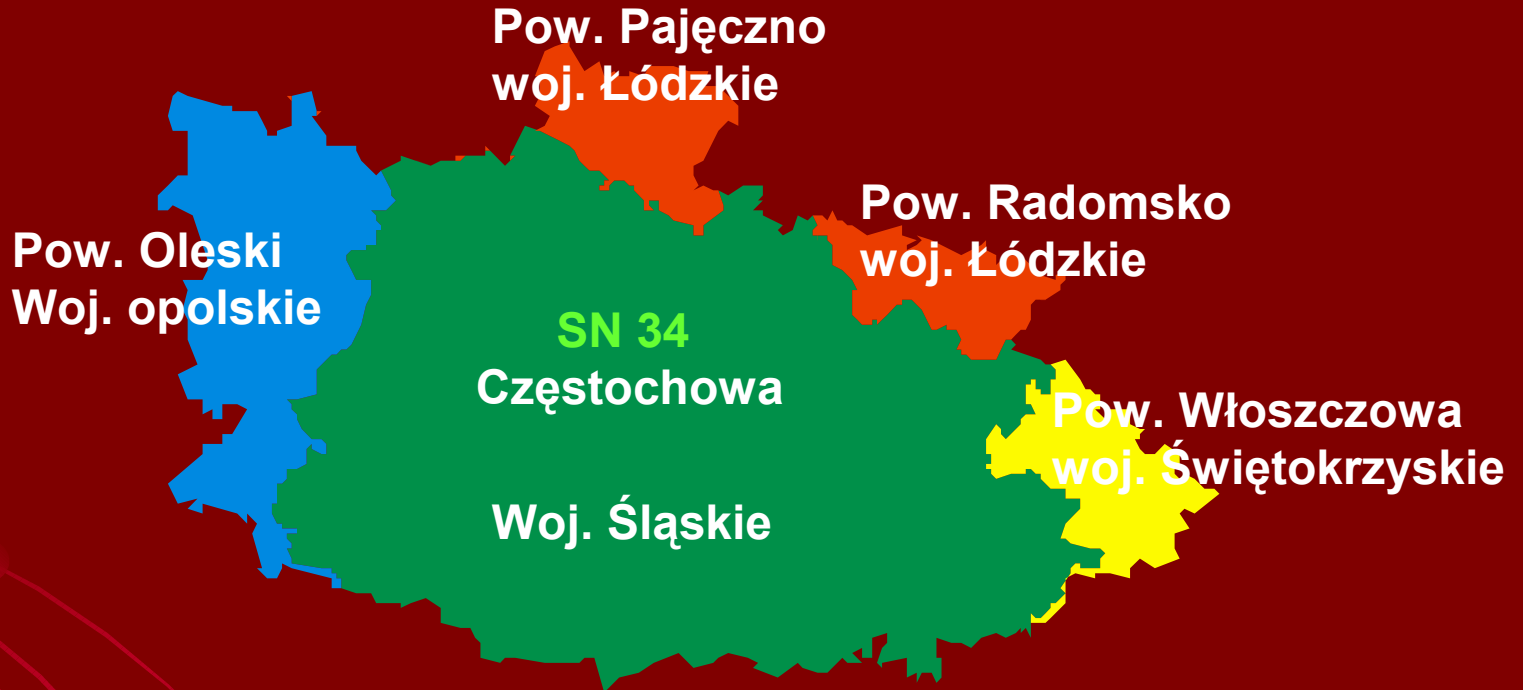 Pow. Pajęczno
woj. Łódzkie
Pow. Radomsko
woj. Łódzkie
Pow. Oleski
Woj. opolskie
SN 34
Częstochowa
Pow. Włoszczowa
woj. Świętokrzyskie
Woj. Śląskie